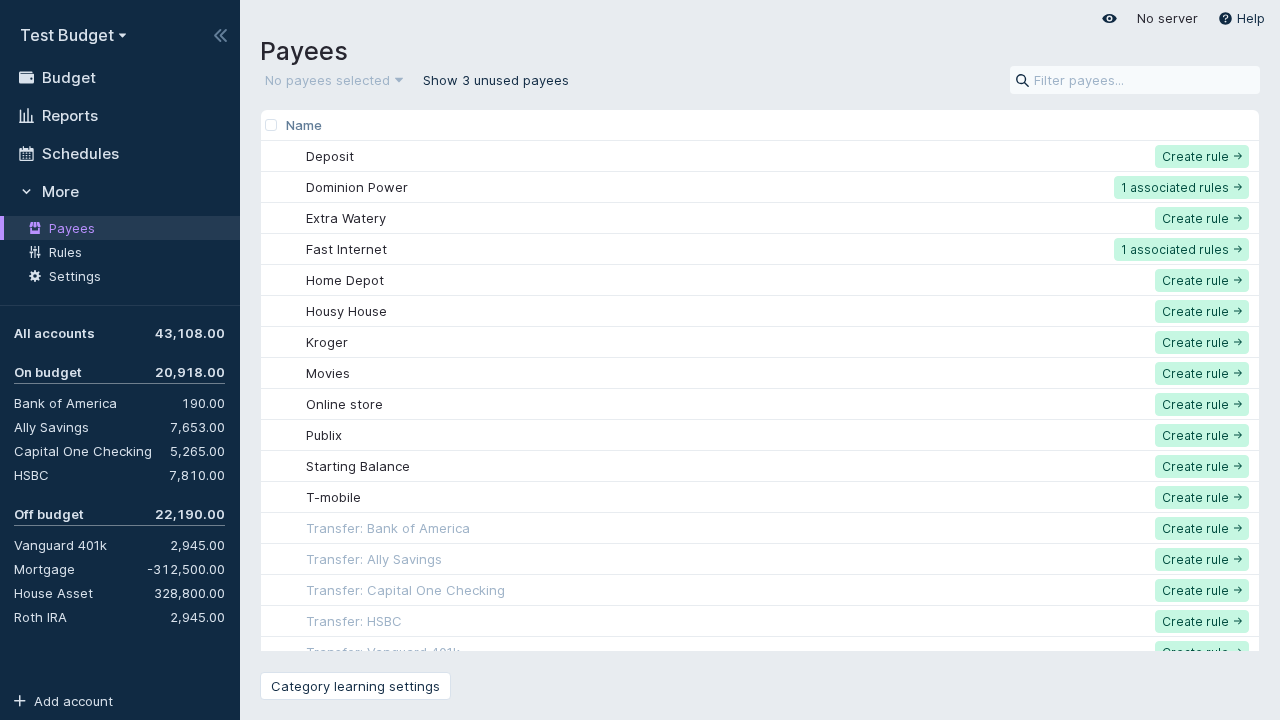 Test Budget
Budget
Reports
Schedules
More
Payees
Rules
Settings
All accounts 43,108.00
On budget 20,918.00
Bank of America 190.00
Ally Savings 7,653.00
Capital One Checking 5,265.00
HSBC 7,810.00
Off budget 22,190.00
Vanguard 401k 2,945.00
Mortgage -312,500.00
House Asset 328,800.00
Roth IRA 2,945.00
Add account
No server Help
Payees
No payees selected Show 3 unused payees Filter payees...
Name
Deposit Create rule
Dominion Power 1 associated rules
Extra Watery Create rule
Fast Internet 1 associated rules
Home Depot Create rule
Housy House Create rule
Kroger Create rule
Movies Create rule
Online store Create rule
Publix Create rule
Starting Balance Create rule
T-mobile Create rule
Transfer: Bank of America Create rule
Transfer: Ally Savings Create rule
Transfer: Capital One Checking Create rule
Transfer: HSBC Create rule
Transfer: Vanguard 401k Create rule
Category learning settings